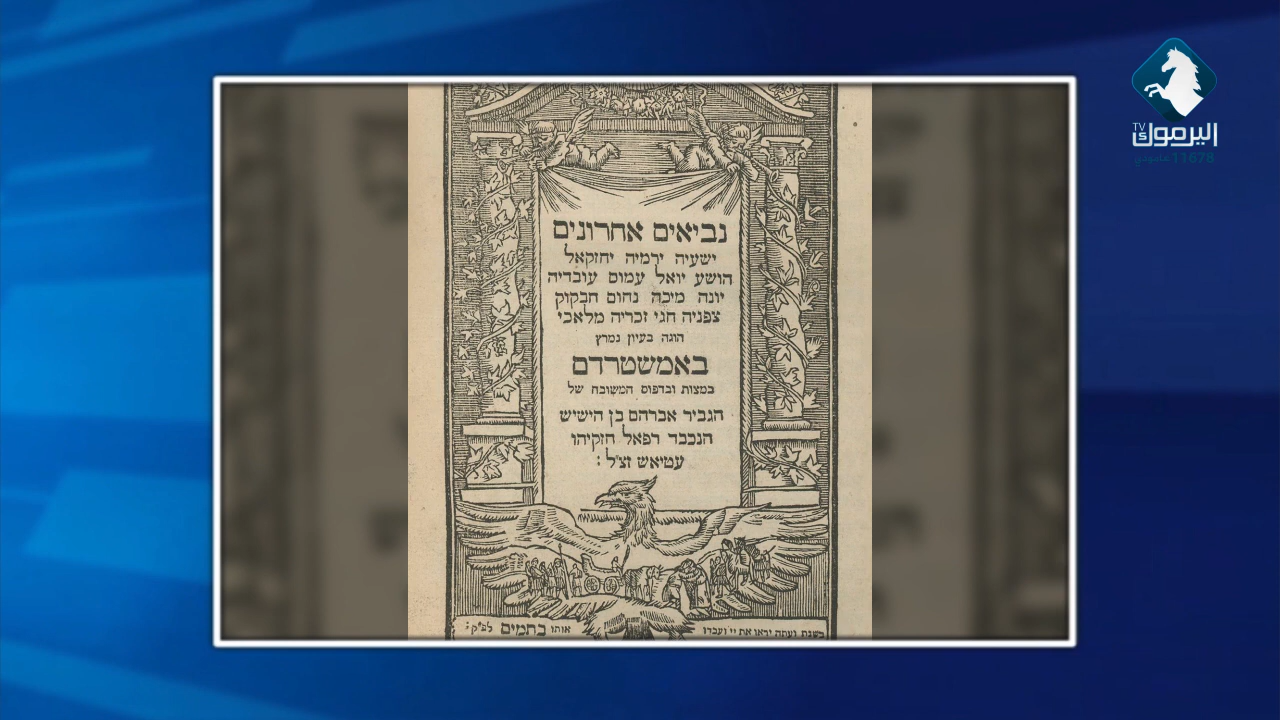 TV
اليرموك
11678 عامودي
נביאים אחרונים
ישעיה ירמיה יחזקאל
הושע יואל עמוס עובדיה
יונה מיכה נחום חבקוק
צפניה חגי זכריה מלאכי
הוגה בעיון נמרץ
באמשטרדם
במצות ובדפוס המשובח של
הגביר אברהם בן הישיש
הנכבד רפאל חזקיהו
עטיאש זצ״ל :
בשנת ועתה יראו את יי ועבדו
אותו בתמים לפ״ק :